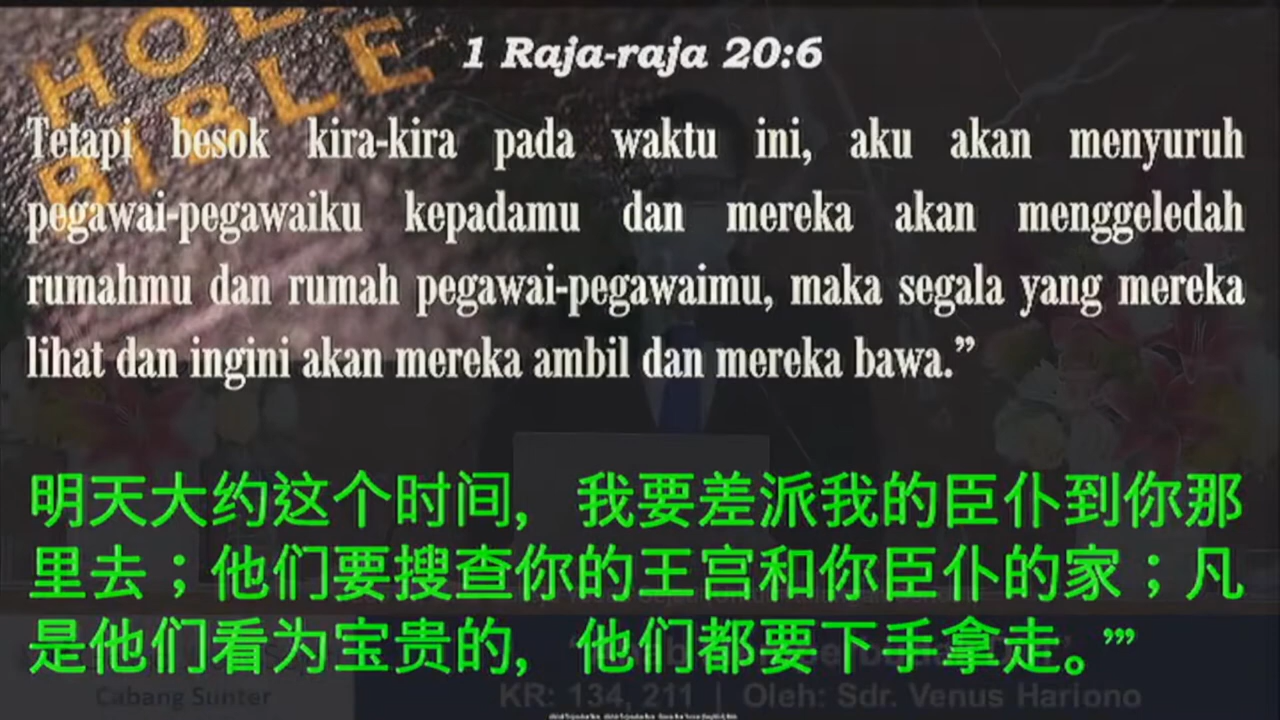 HOLY
BIBLE
1 Raja-raja 20:6
Tetapi besok kira-kira pada waktu ini, aku akan menyuruh
pegawai-pegawaiku kepadamu dan mereka akan menggeledah
rumahmu dan rumah pegawai-pegawaimu, maka segala yang mereka
lihat dan ingini akan mereka ambil dan mereka bawa.”
明天大约这个时间, 我要差派我的臣仆到你那
里去；他们要搜查你的王宫和你臣仆的家；凡
是他们看为宝贵的, 他们都要下手拿走。’”
Cabang Sunter
KR: 134, 211 | Oleh: Sdr. Venus Hariono